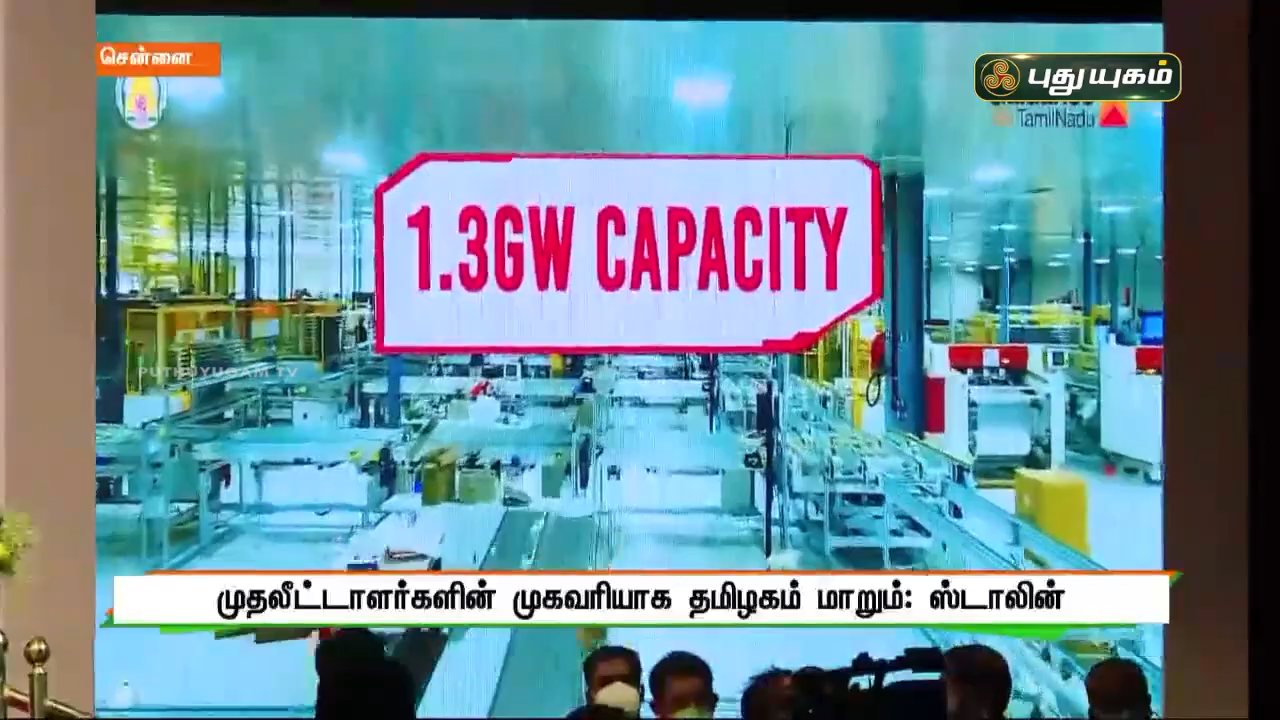 சென்னை
புதுயுகம்
TamilNadu
1.3GW CAPACITY
PUTHUYUGAM TV
முதலீட்டாளர்களின் முகவரியாக தமிழகம் மாறும்: ஸ்டாலின்